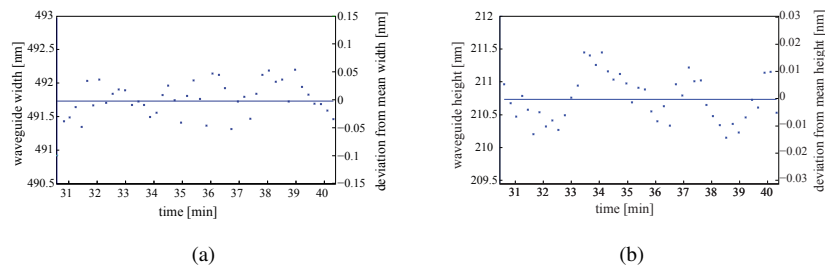 493
492.5
492
491.5
491
490.5
waveguide width [nm]
31 32 33 34 35 36 37 38 39 40
time [min]
0.15
0.1
0.05
0
−0.05
−0.1
−0.15
deviation from mean width [nm]
(a)
212
211.5
211
210.5
210
209.5
waveguide height [nm]
31 32 33 34 35 36 37 38 39 40
time [min]
0.03
0.02
0.01
0
−0.01
−0.02
−0.03
deviation from mean height [nm]
(b)